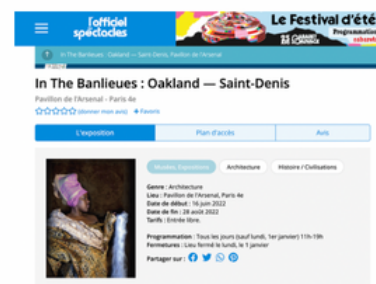 l'officiel
spectacles
Le Festival d'été
Programmation
In The Banlieues : Oakland — Saint-Denis, Pavillon de l'Arsenal
In The Banlieues : Oakland — Saint-Denis
Pavillon de l'Arsenal - Paris 4e
(donner mon avis) + Favoris
L'exposition Plan d'accès Avis
Musées, Expositions Architecture Histoire / Civilisations
Genre : Architecture
Lieu : Pavillon de l'Arsenal, Paris 4e
Date de début : 16 juin 2022
Date de fin : 28 août 2022
Tarifs : Entrée libre.
Programmation : Tous les jours (sauf lundi, 1er janvier) 11h-19h
Fermetures : Lieu fermé le lundi, le 1 janvier
Partager sur :